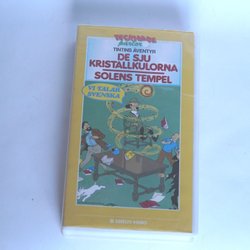 TINTINS ÄVENTYR
DE SJU
KRISTALLKULORNA
SOLENS TEMPEL
VI TALAR
SVENSKA